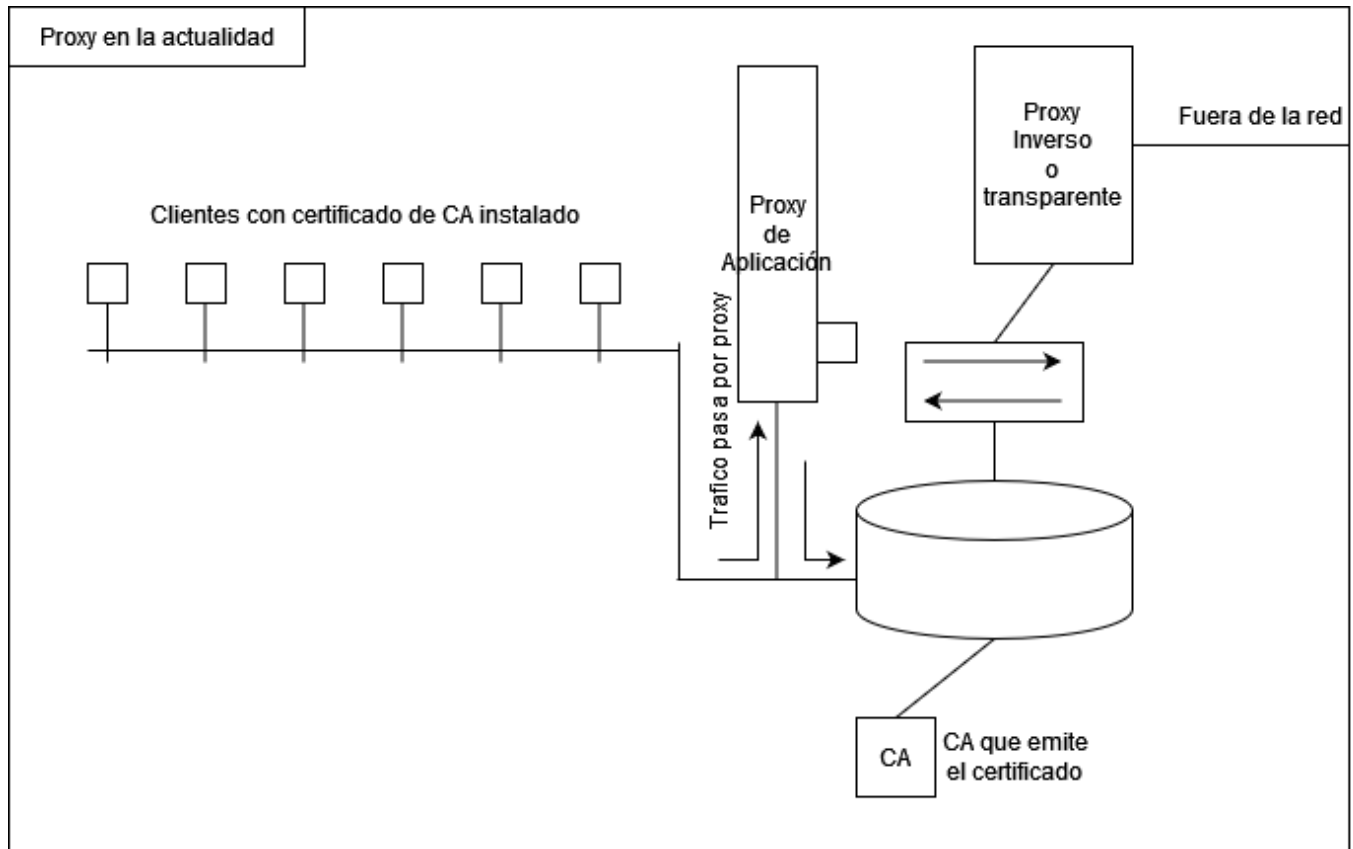 Proxy en la actualidad
Proxy
Inverso
o
transparente
Fuera de la red
Clientes con certificado de CA instalado
Proxy
de
Aplicación
Trafico pasa por proxy
CA
CA que emite
el certificado